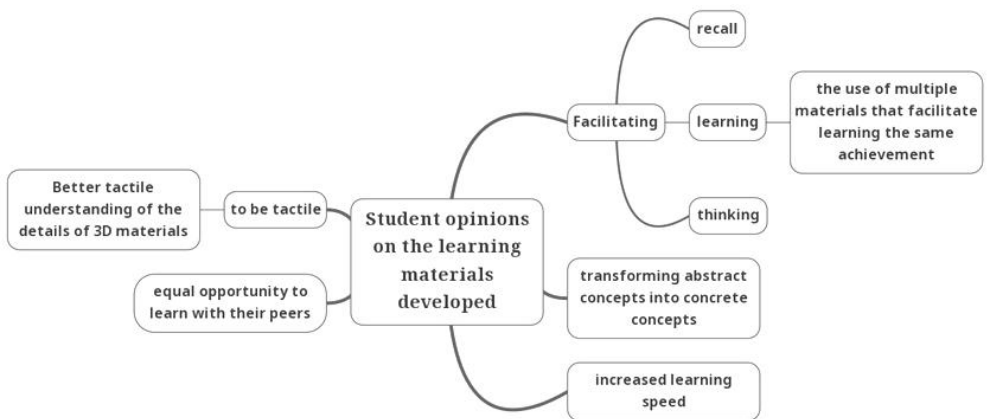 recall
Facilitating
learning
the use of multiple
materials that facilitate
learning the same
achievement
thinking
Better tactile
understanding of the
details of 3D materials
to be tactile
Student opinions
on the learning
materials
developed
equal opportunity to
learn with their peers
transforming abstract
concepts into concrete
concepts
increased learning
speed